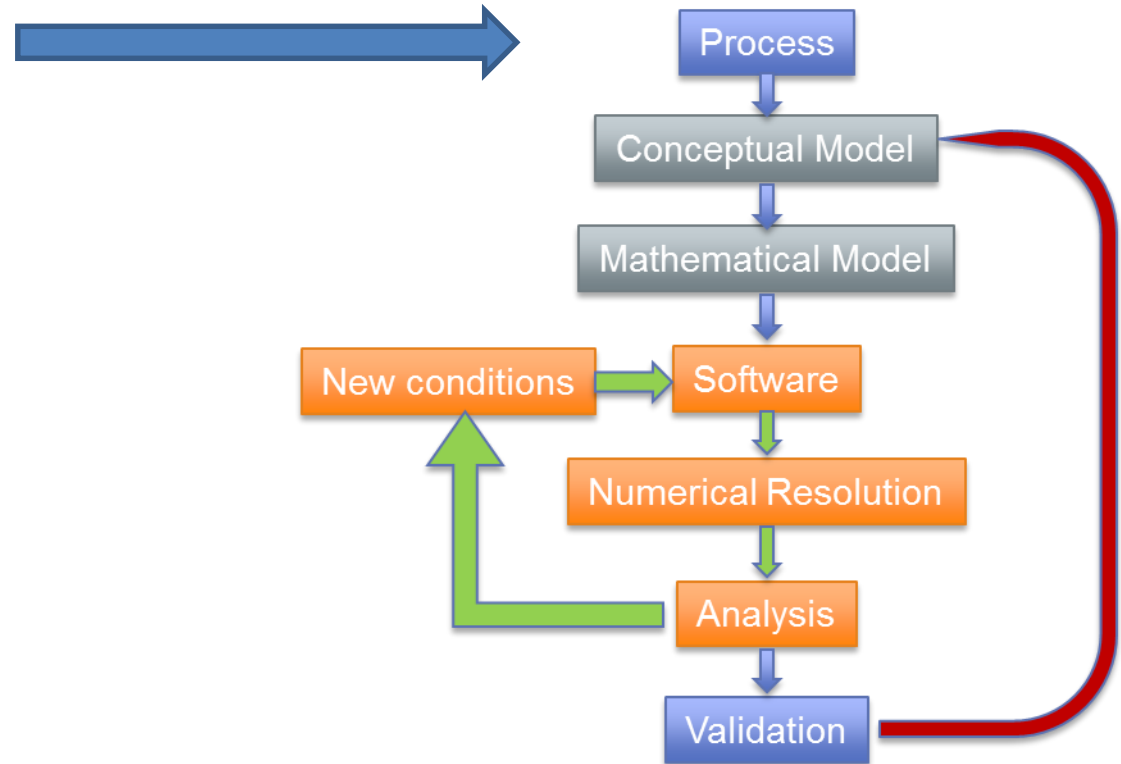 Process
Conceptual Model
Mathematical Model
New conditions
Software
Numerical Resolution
Analysis
Validation